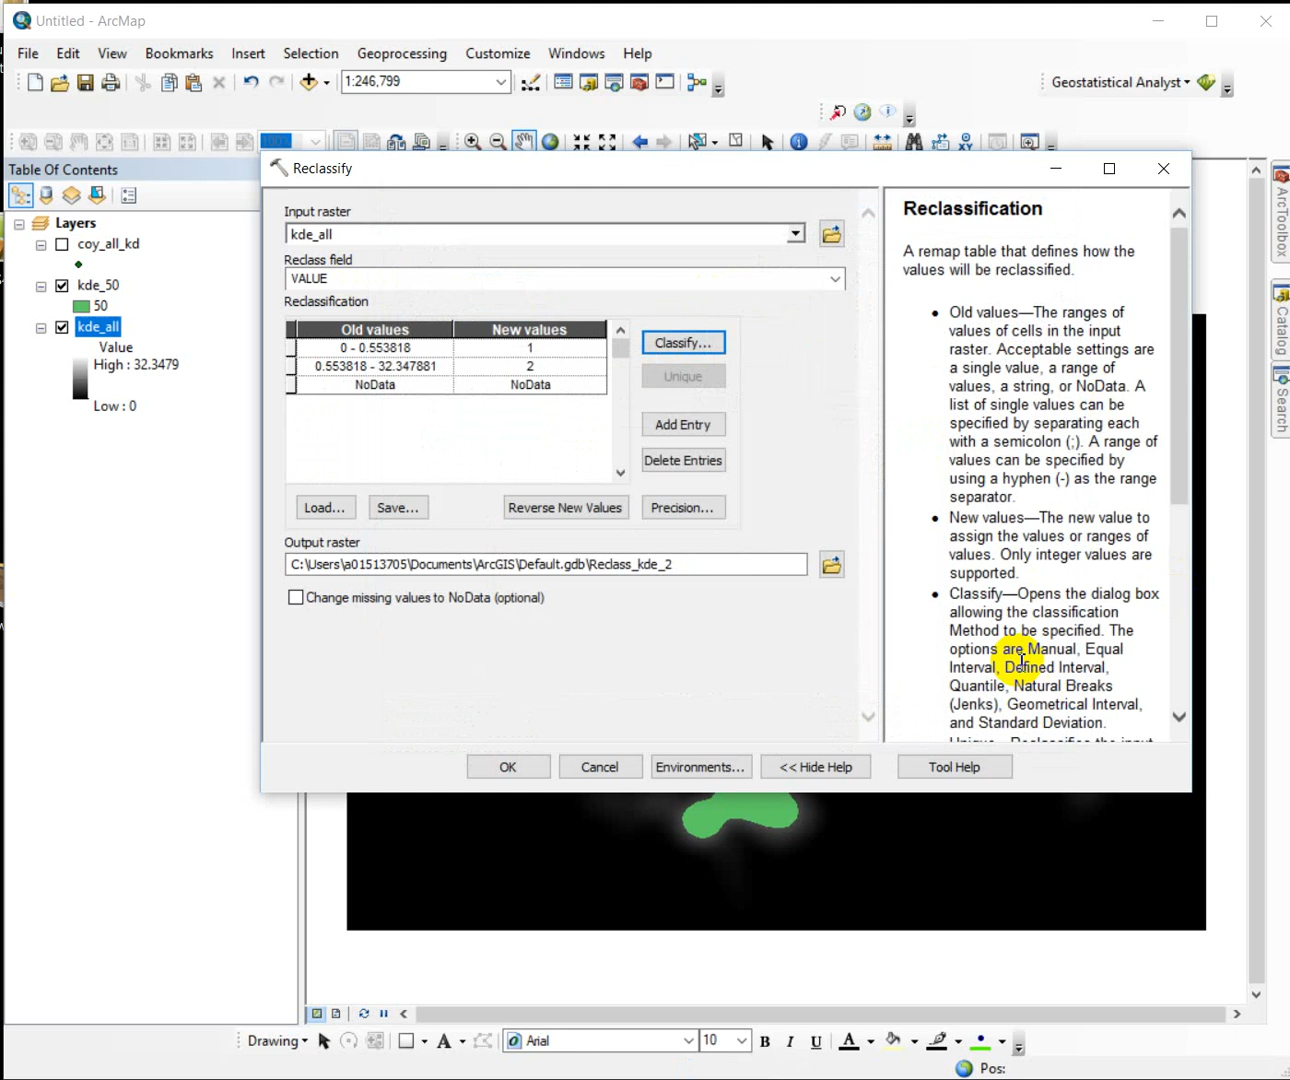 Untitled - ArcMap
File Edit View Bookmarks Insert Selection Geoprocessing Customize Windows Help
1:246,799
Geostatistical Analyst
Table Of Contents
Layers
coy_all_kd
kde_50
50
kde_all
Value
High : 32.3479
Low : 0
Reclassify
Input raster
kde_all
Reclass field
VALUE
Reclassification
Old values New values
0 - 0.553818 1
0.553818 - 32.347881 2
NoData NoData
Classify...
Unique
Add Entry
Delete Entries
Load... Save... Reverse New Values Precision...
Output raster
C:\Users\a01513705\Documents\ArcGIS\Default.gdb\Reclass_kde_2
Change missing values to NoData (optional)
OK Cancel Environments... << Hide Help Tool Help
Reclassification
A remap table that defines how the
values will be reclassified.
• Old values—The ranges of
values of cells in the input
raster. Acceptable settings are
a single value, a range of
values, a string, or NoData. A
list of single values can be
specified by separating each
with a semicolon (;). A range of
values can be specified by
using a hyphen (-) as the range
separator.
• New values—The new value to
assign the values or ranges of
values. Only integer values are
supported.
• Classify—Opens the dialog box
allowing the classification
Method to be specified. The
options are Manual, Equal
Interval, Defined Interval,
Quantile, Natural Breaks
(Jenks), Geometrical Interval,
and Standard Deviation.
ArcToolbox
Catalog
Search
Drawing Arial 10 B I U A
Pos: